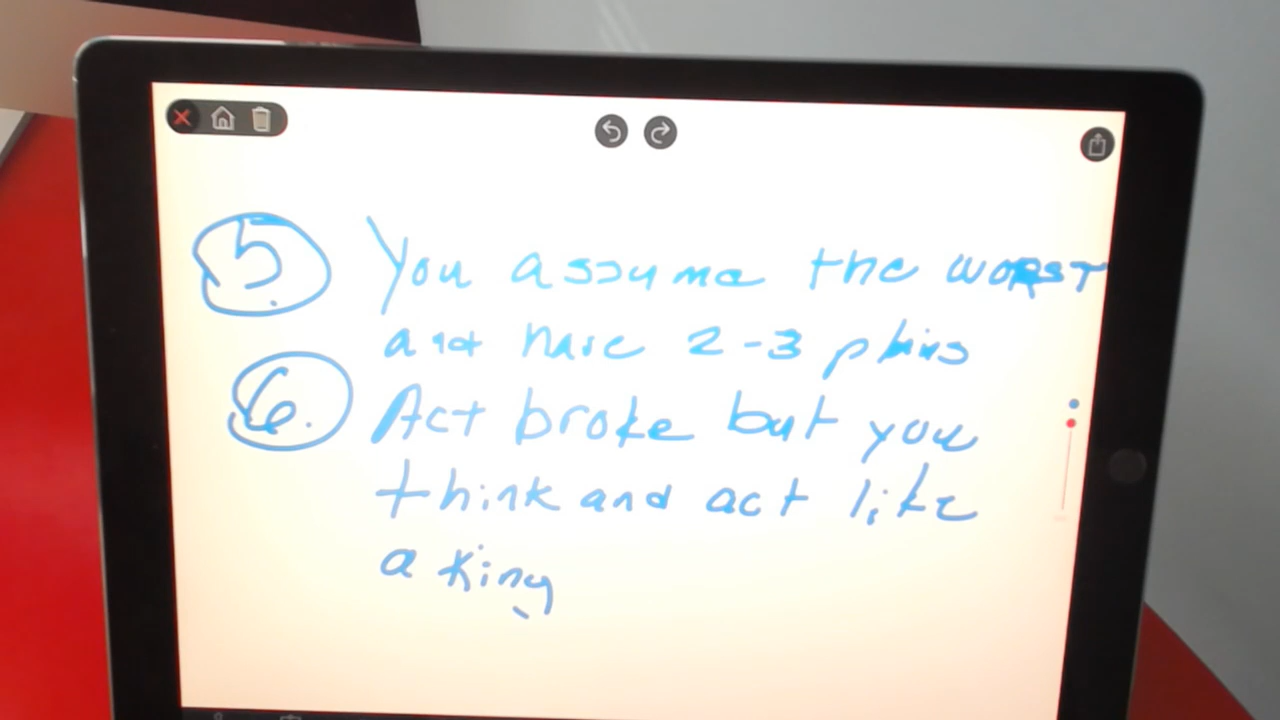 5. You assume the worst
and have 2-3 plans
6. Act broke but you
think and act like
a king